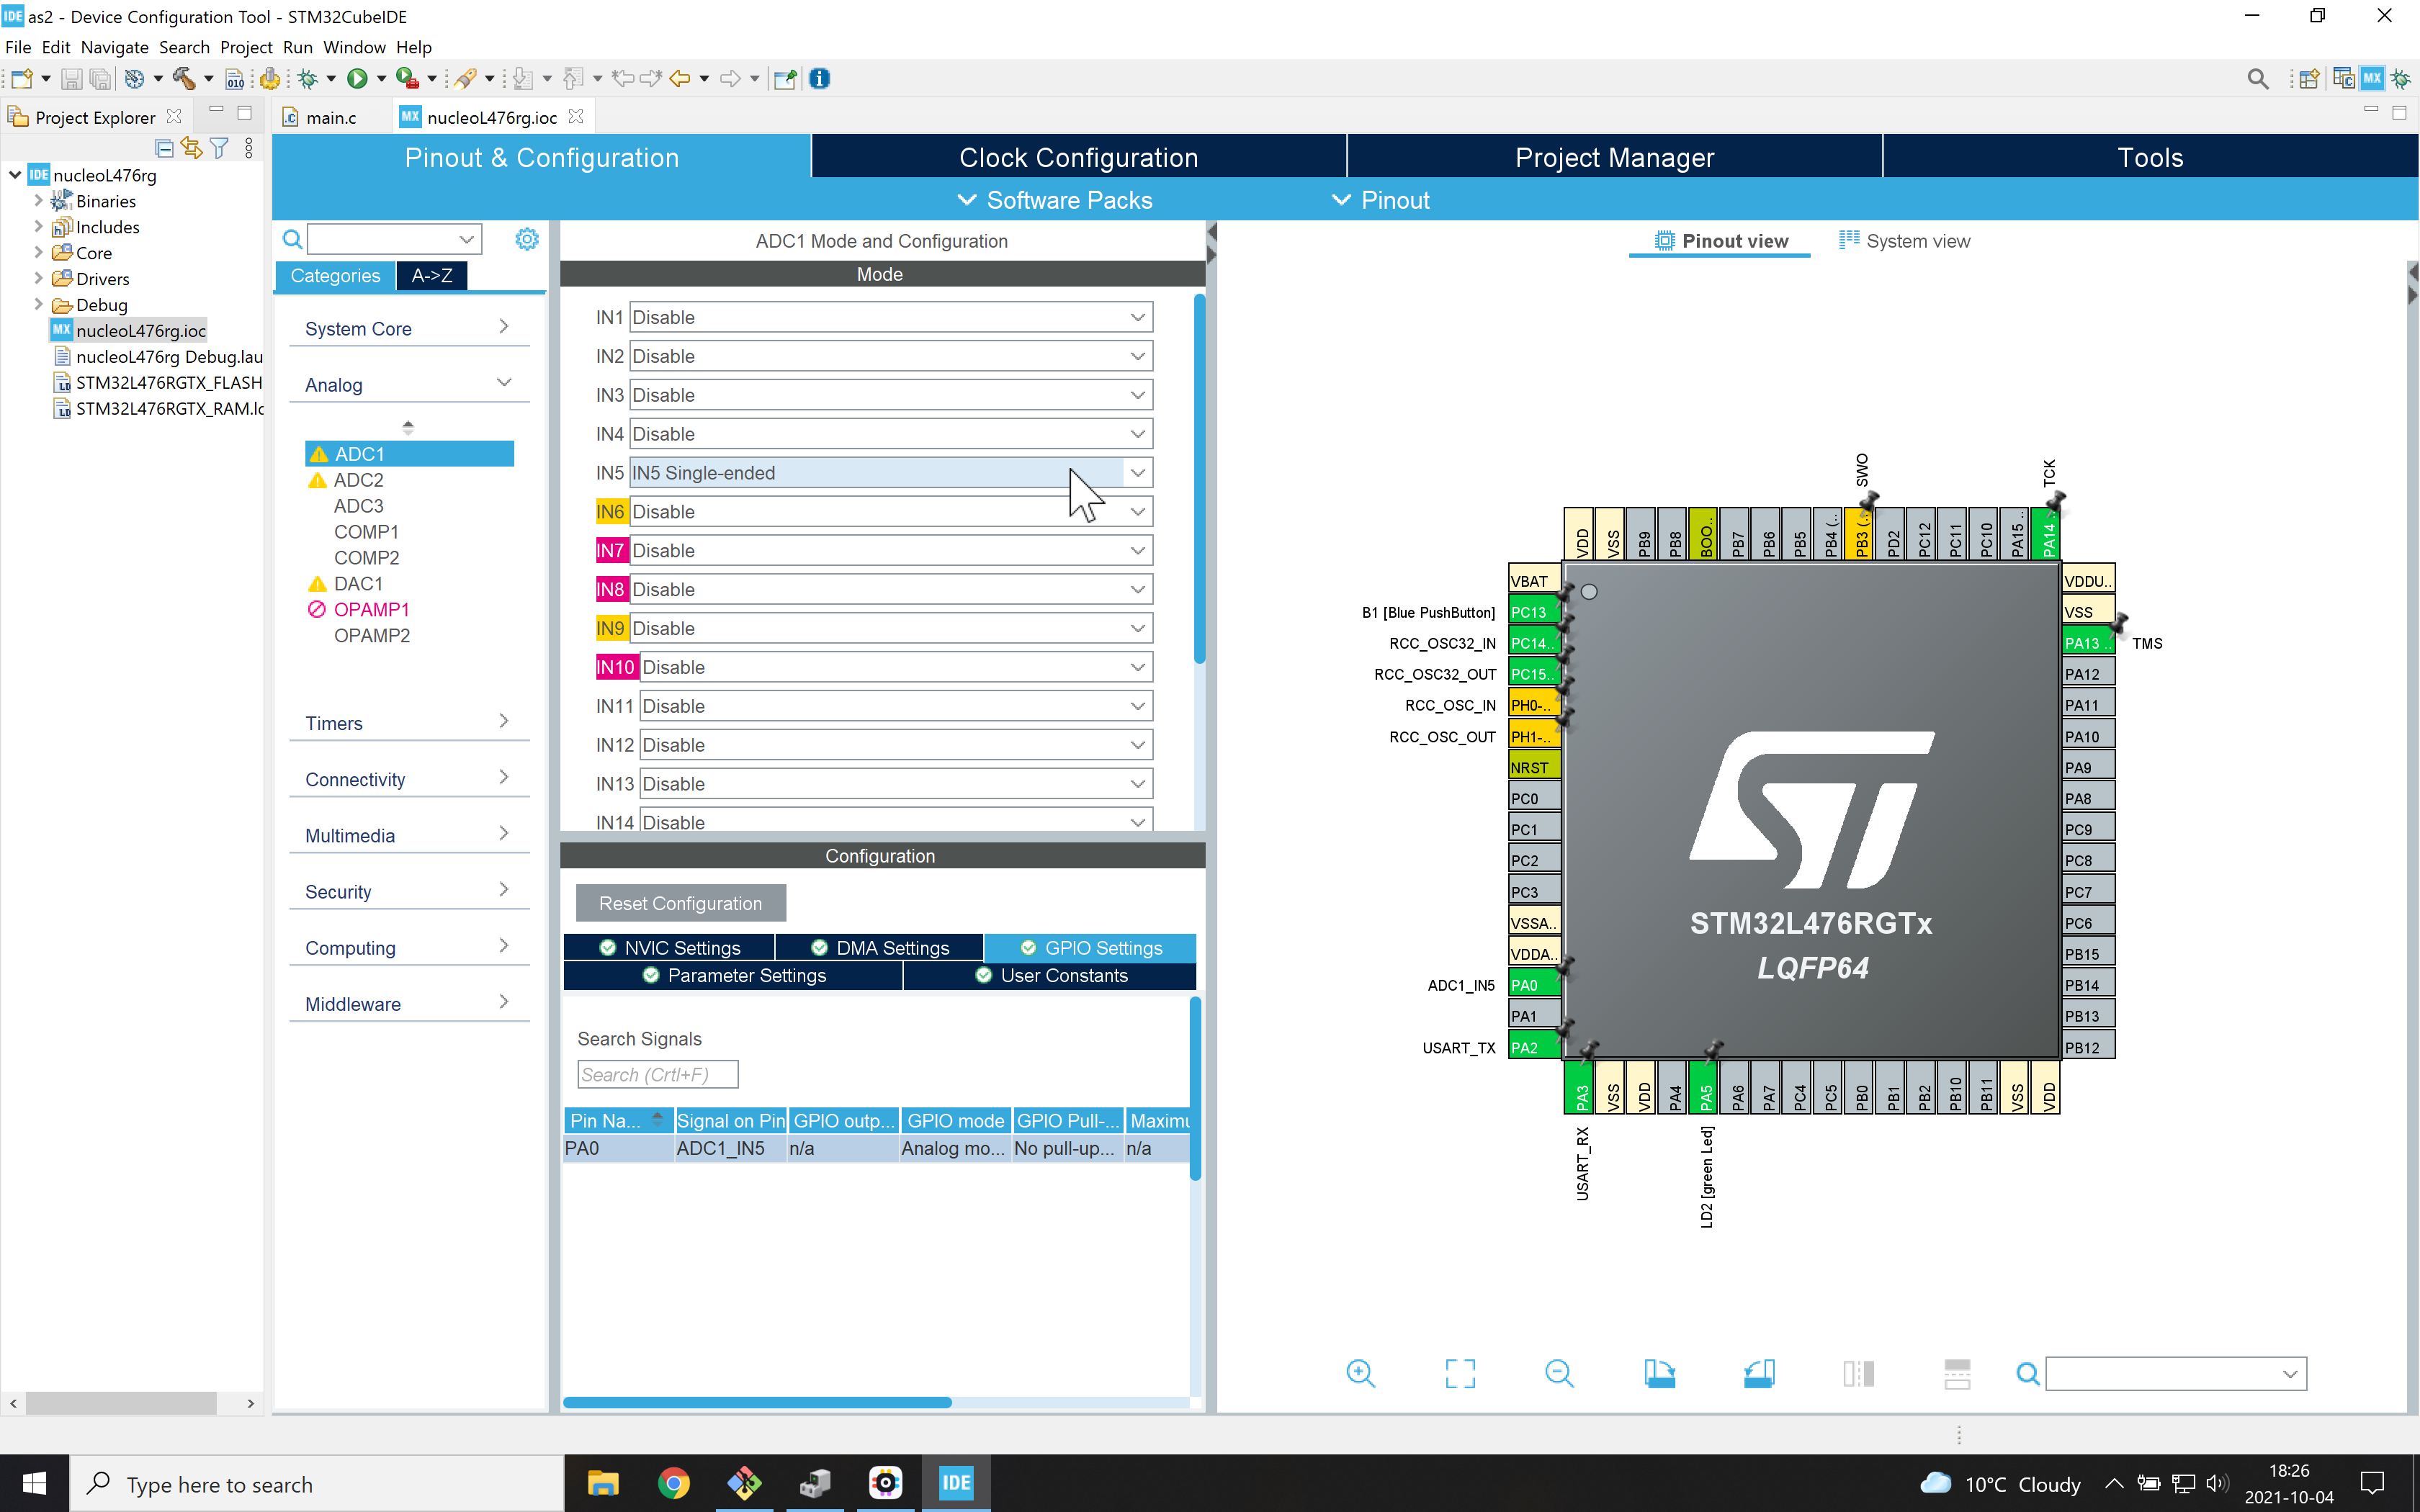 IDE as2 - Device Configuration Tool - STM32CubeIDE
File Edit Navigate Search Project Run Window Help
010
MX
Project Explorer
main.c
MX nucleoL476rg.ioc
Pinout & Configuration
Clock Configuration
Project Manager
Tools
Software Packs
Pinout
IDE nucleoL476rg
Binaries
Includes
Core
Drivers
Debug
MX nucleoL476rg.ioc
nucleoL476rg Debug.lau
STM32L476RGTX_FLASH
STM32L476RGTX_RAM.lc
Categories
A->Z
System Core
Analog
ADC1
ADC2
ADC3
COMP1
COMP2
DAC1
OPAMP1
OPAMP2
Timers
Connectivity
Multimedia
Security
Computing
Middleware
ADC1 Mode and Configuration
Mode
IN1 Disable
IN2 Disable
IN3 Disable
IN4 Disable
IN5 IN5 Single-ended
IN6 Disable
IN7 Disable
IN8 Disable
IN9 Disable
IN10 Disable
IN11 Disable
IN12 Disable
IN13 Disable
IN14 Disable
Configuration
Reset Configuration
NVIC Settings
DMA Settings
GPIO Settings
Parameter Settings
User Constants
Search Signals
Search (Crtl+F)
Pin Na... Signal on Pin GPIO outp... GPIO mode GPIO Pull-... Maximu
PA0 ADC1_IN5 n/a Analog mo... No pull-up... n/a
Pinout view
System view
SWO
TCK
VDD
VSS
PB9
PB8
BOO..
PB7
PB6
PB5
PB4 (..
PB3 (..
PD2
PC12
PC11
PC10
PA15 ..
PA14 ..
VBAT
B1 [Blue PushButton] PC13
RCC_OSC32_IN PC14..
RCC_OSC32_OUT PC15..
RCC_OSC_IN PH0-..
RCC_OSC_OUT PH1-..
NRST
PC0
PC1
PC2
PC3
VSSA..
VDDA..
ADC1_IN5 PA0
PA1
USART_TX PA2
VDDU..
VSS
PA13 .. TMS
PA12
PA11
PA10
PA9
PA8
PC9
PC8
PC7
PC6
PB15
PB14
PB13
PB12
ST
STM32L476RGTx
LQFP64
PA3
VSS
VDD
PA4
PA5
PA6
PA7
PC4
PC5
PB0
PB1
PB2
PB10
PB11
VSS
VDD
USART_RX
LD2 [green Led]
Type here to search
IDE
10°C Cloudy
18:26
2021-10-04